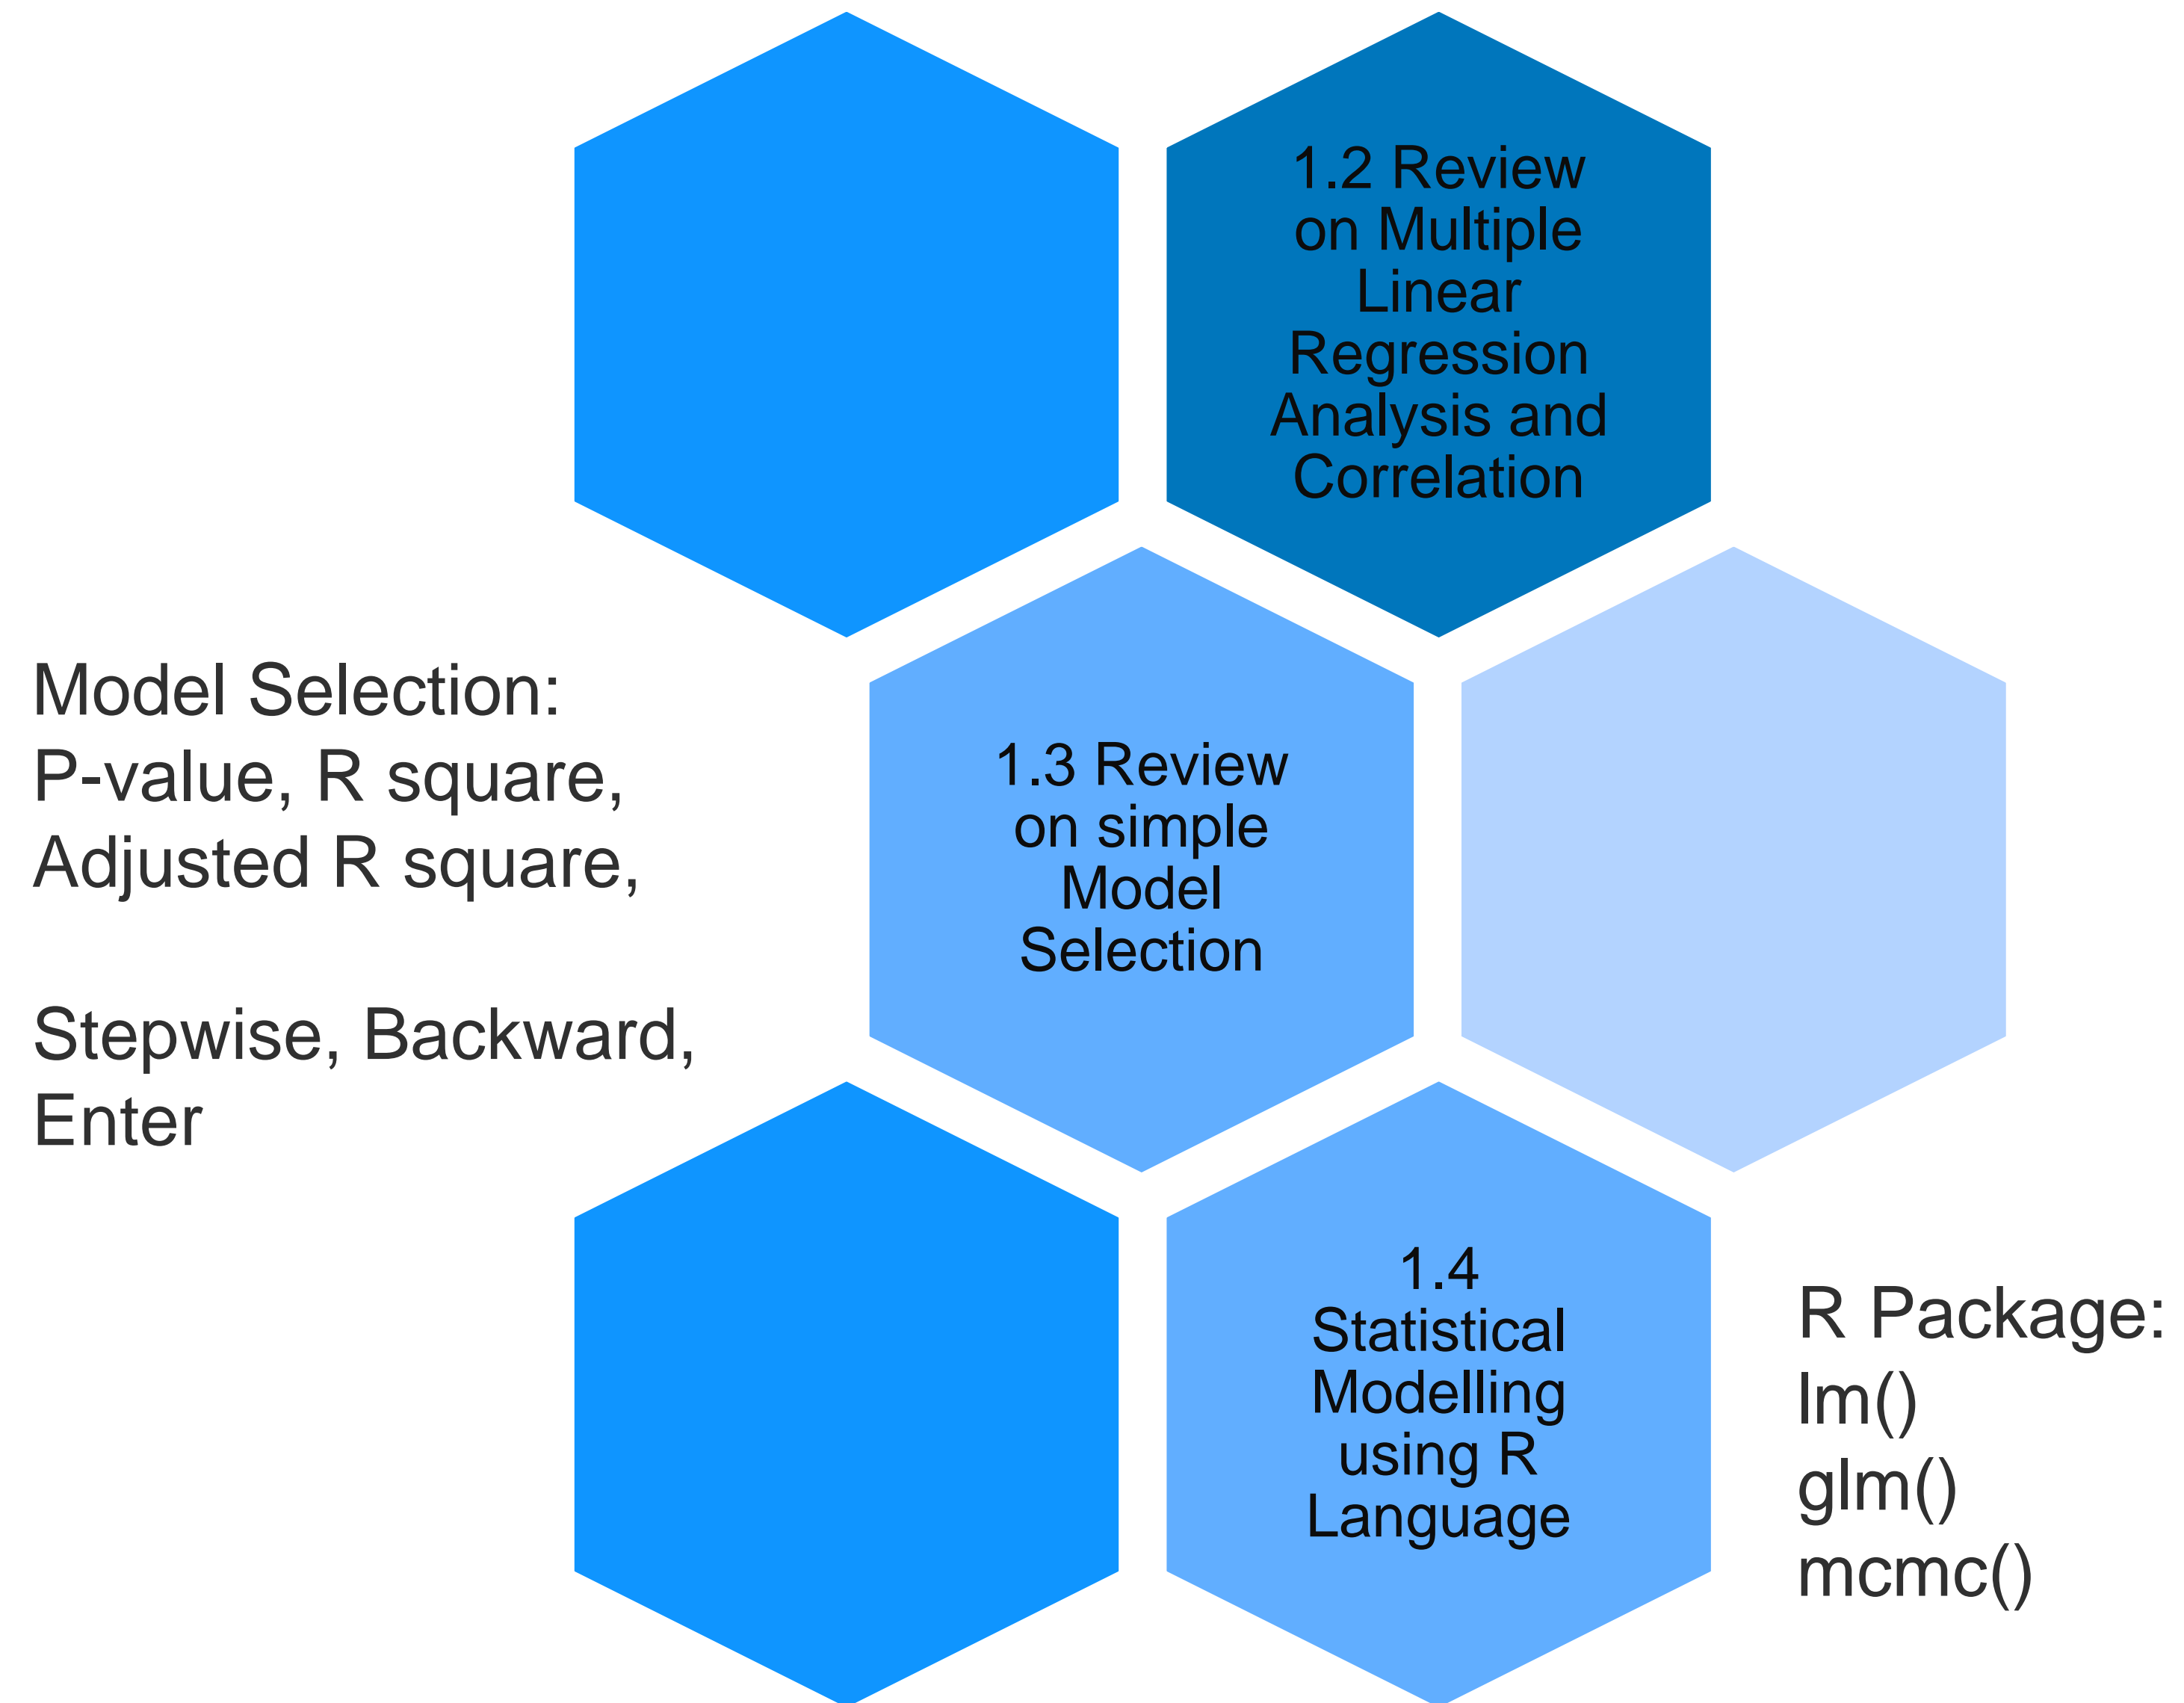 1.2 Review
on Multiple
Linear
Regression
Analysis and
Correlation
Model Selection:
P-value, R square,
Adjusted R square,
Stepwise, Backward,
Enter
1.3 Review
on simple
Model
Selection
1.4
Statistical
Modelling
using R
Language
R Package:
lm()
glm()
mcmc()